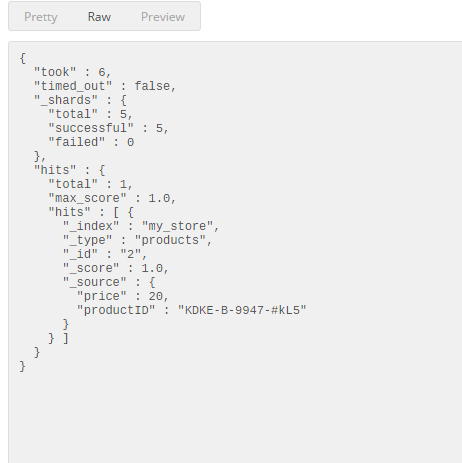 Pretty Raw Preview
{
  "took" : 6,
  "timed_out" : false,
  "_shards" : {
    "total" : 5,
    "successful" : 5,
    "failed" : 0
  },
  "hits" : {
    "total" : 1,
    "max_score" : 1.0,
    "hits" : [ {
      "_index" : "my_store",
      "_type" : "products",
      "_id" : "2",
      "_score" : 1.0,
      "_source" : {
        "price" : 20,
        "productID" : "KDKE-B-9947-#kL5"
      }
    } ]
  }
}